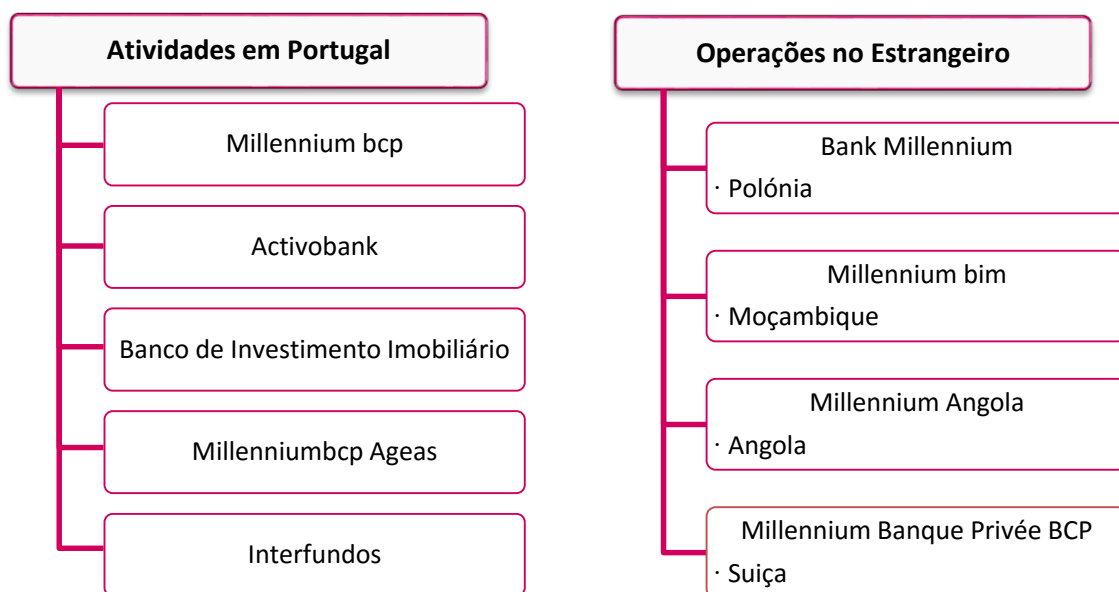 Atividades em Portugal
Millennium bcp
Activobank
Banco de Investimento Imobiliário
Millenniumbcp Ageas
Interfundos
Operações no Estrangeiro
Bank Millennium
· Polónia
Millennium bim
· Moçambique
Millennium Angola
· Angola
Millennium Banque Privée BCP
· Suiça